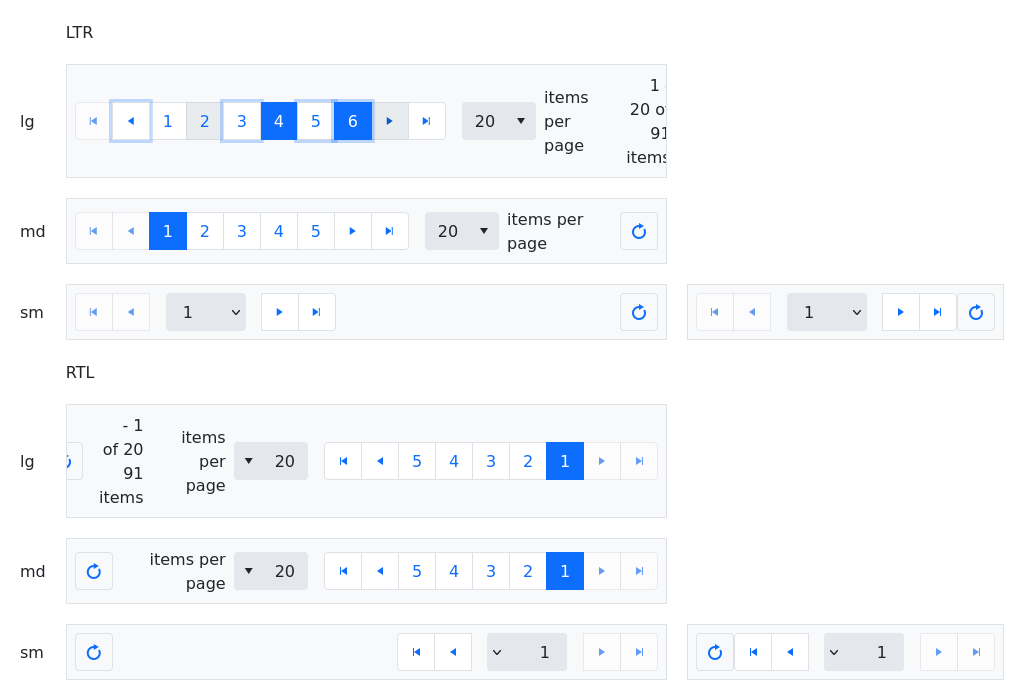 LTR
lg
1 2 3 4 5 6 20 items per page
1 -
20 of
91
items
md
1 2 3 4 5 20 items per
page
sm
1
1
RTL
lg
- 1
of 20
91
items
items
per
page
20 5 4 3 2 1
md
items per
page
20 5 4 3 2 1
sm
1
1